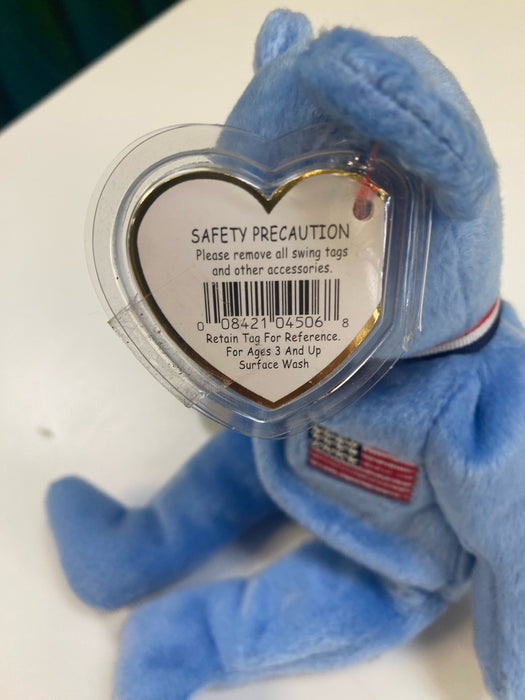 SAFETY PRECAUTION
Please remove all swing tags
and other accessories.
0 08421 04506 8
Retain Tag For Reference.
For Ages 3 And Up
Surface Wash